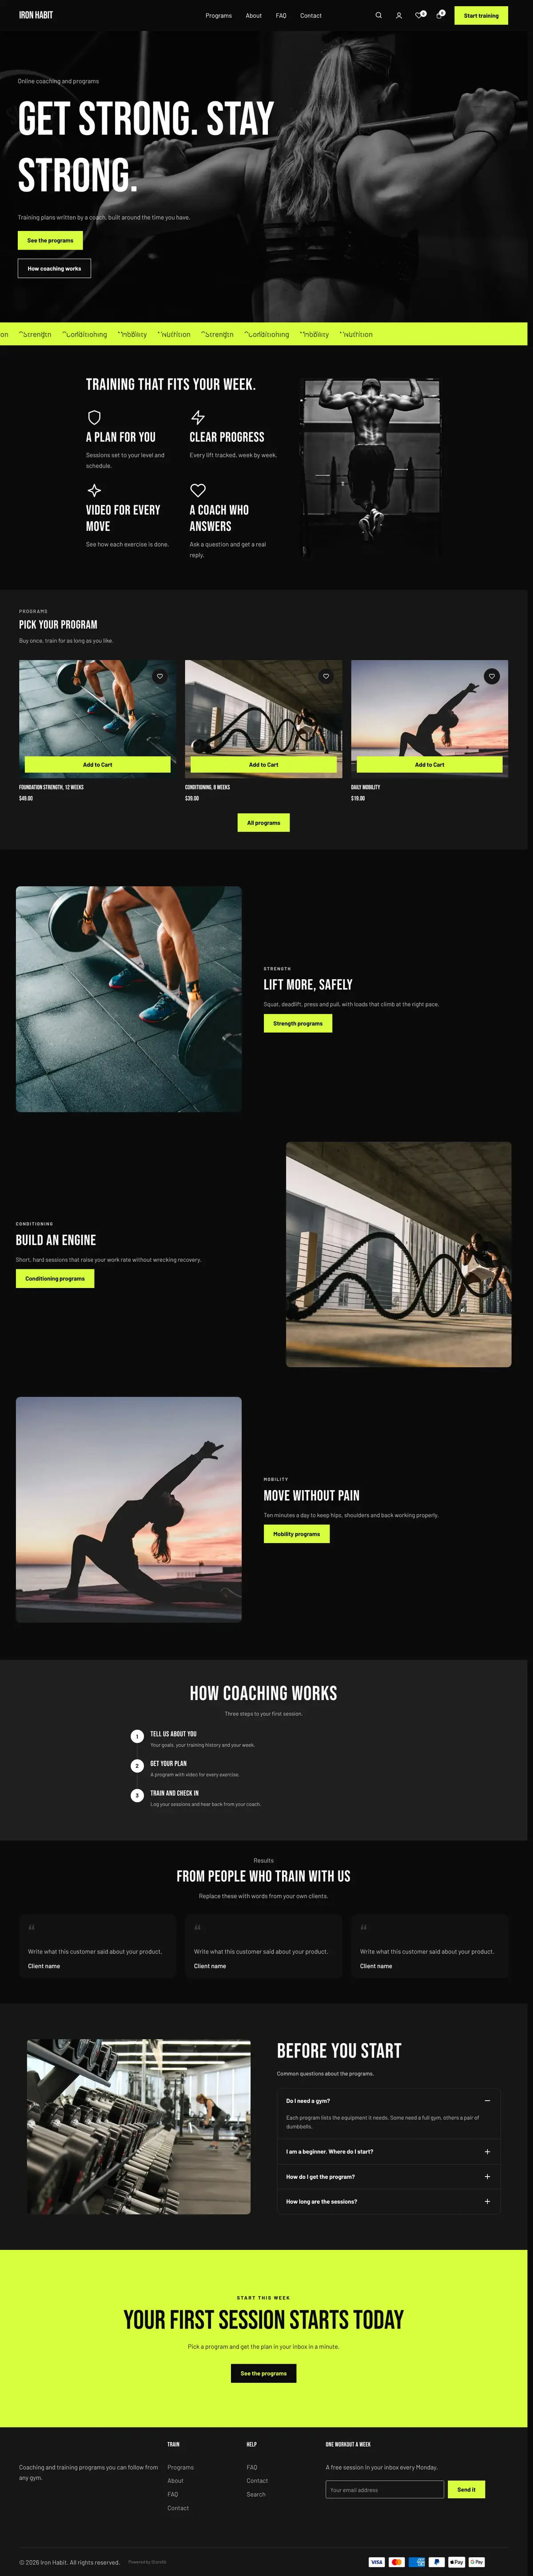 IRON HABIT
Programs About FAQ Contact
0 0
Start training
Online coaching and programs
GET STRONG. STAY
STRONG.
Training plans written by a coach, built around the time you have.
See the programs
How coaching works
on Strength Conditioning Mobility Nutrition Strength Conditioning Mobility Nutrition
TRAINING THAT FITS YOUR WEEK.
A PLAN FOR YOU
Sessions set to your level and
schedule.
CLEAR PROGRESS
Every lift tracked, week by week.
VIDEO FOR EVERY
MOVE
See how each exercise is done.
A COACH WHO
ANSWERS
Ask a question and get a real
reply.
PROGRAMS
PICK YOUR PROGRAM
Buy once, train for as long as you like.
Add to Cart
FOUNDATION STRENGTH, 12 WEEKS
$49.00
Add to Cart
CONDITIONING, 8 WEEKS
$39.00
Add to Cart
DAILY MOBILITY
$19.00
All programs
STRENGTH
LIFT MORE, SAFELY
Squat, deadlift, press and pull, with loads that climb at the right pace.
Strength programs
CONDITIONING
BUILD AN ENGINE
Short, hard sessions that raise your work rate without wrecking recovery.
Conditioning programs
MOBILITY
MOVE WITHOUT PAIN
Ten minutes a day to keep hips, shoulders and back working properly.
Mobility programs
HOW COACHING WORKS
Three steps to your first session.
1 TELL US ABOUT YOU
Your goals, your training history and your week.
2 GET YOUR PLAN
A program with video for every exercise.
3 TRAIN AND CHECK IN
Log your sessions and hear back from your coach.
Results
FROM PEOPLE WHO TRAIN WITH US
Replace these with words from your own clients.
“
Write what this customer said about your product.
Client name
“
Write what this customer said about your product.
Client name
“
Write what this customer said about your product.
Client name
BEFORE YOU START
Common questions about the programs.
Do I need a gym?
Each program lists the equipment it needs. Some need a full gym, others a pair of
dumbbells.
I am a beginner. Where do I start?
How do I get the program?
How long are the sessions?
START THIS WEEK
YOUR FIRST SESSION STARTS TODAY
Pick a program and get the plan in your inbox in a minute.
See the programs
Coaching and training programs you can follow from
any gym.
TRAIN
Programs
About
FAQ
Contact
HELP
FAQ
Contact
Search
ONE WORKOUT A WEEK
A free session in your inbox every Monday.
Your email address
Send it
© 2026 Iron Habit. All rights reserved.
VISA
PayPal
Pay
G Pay